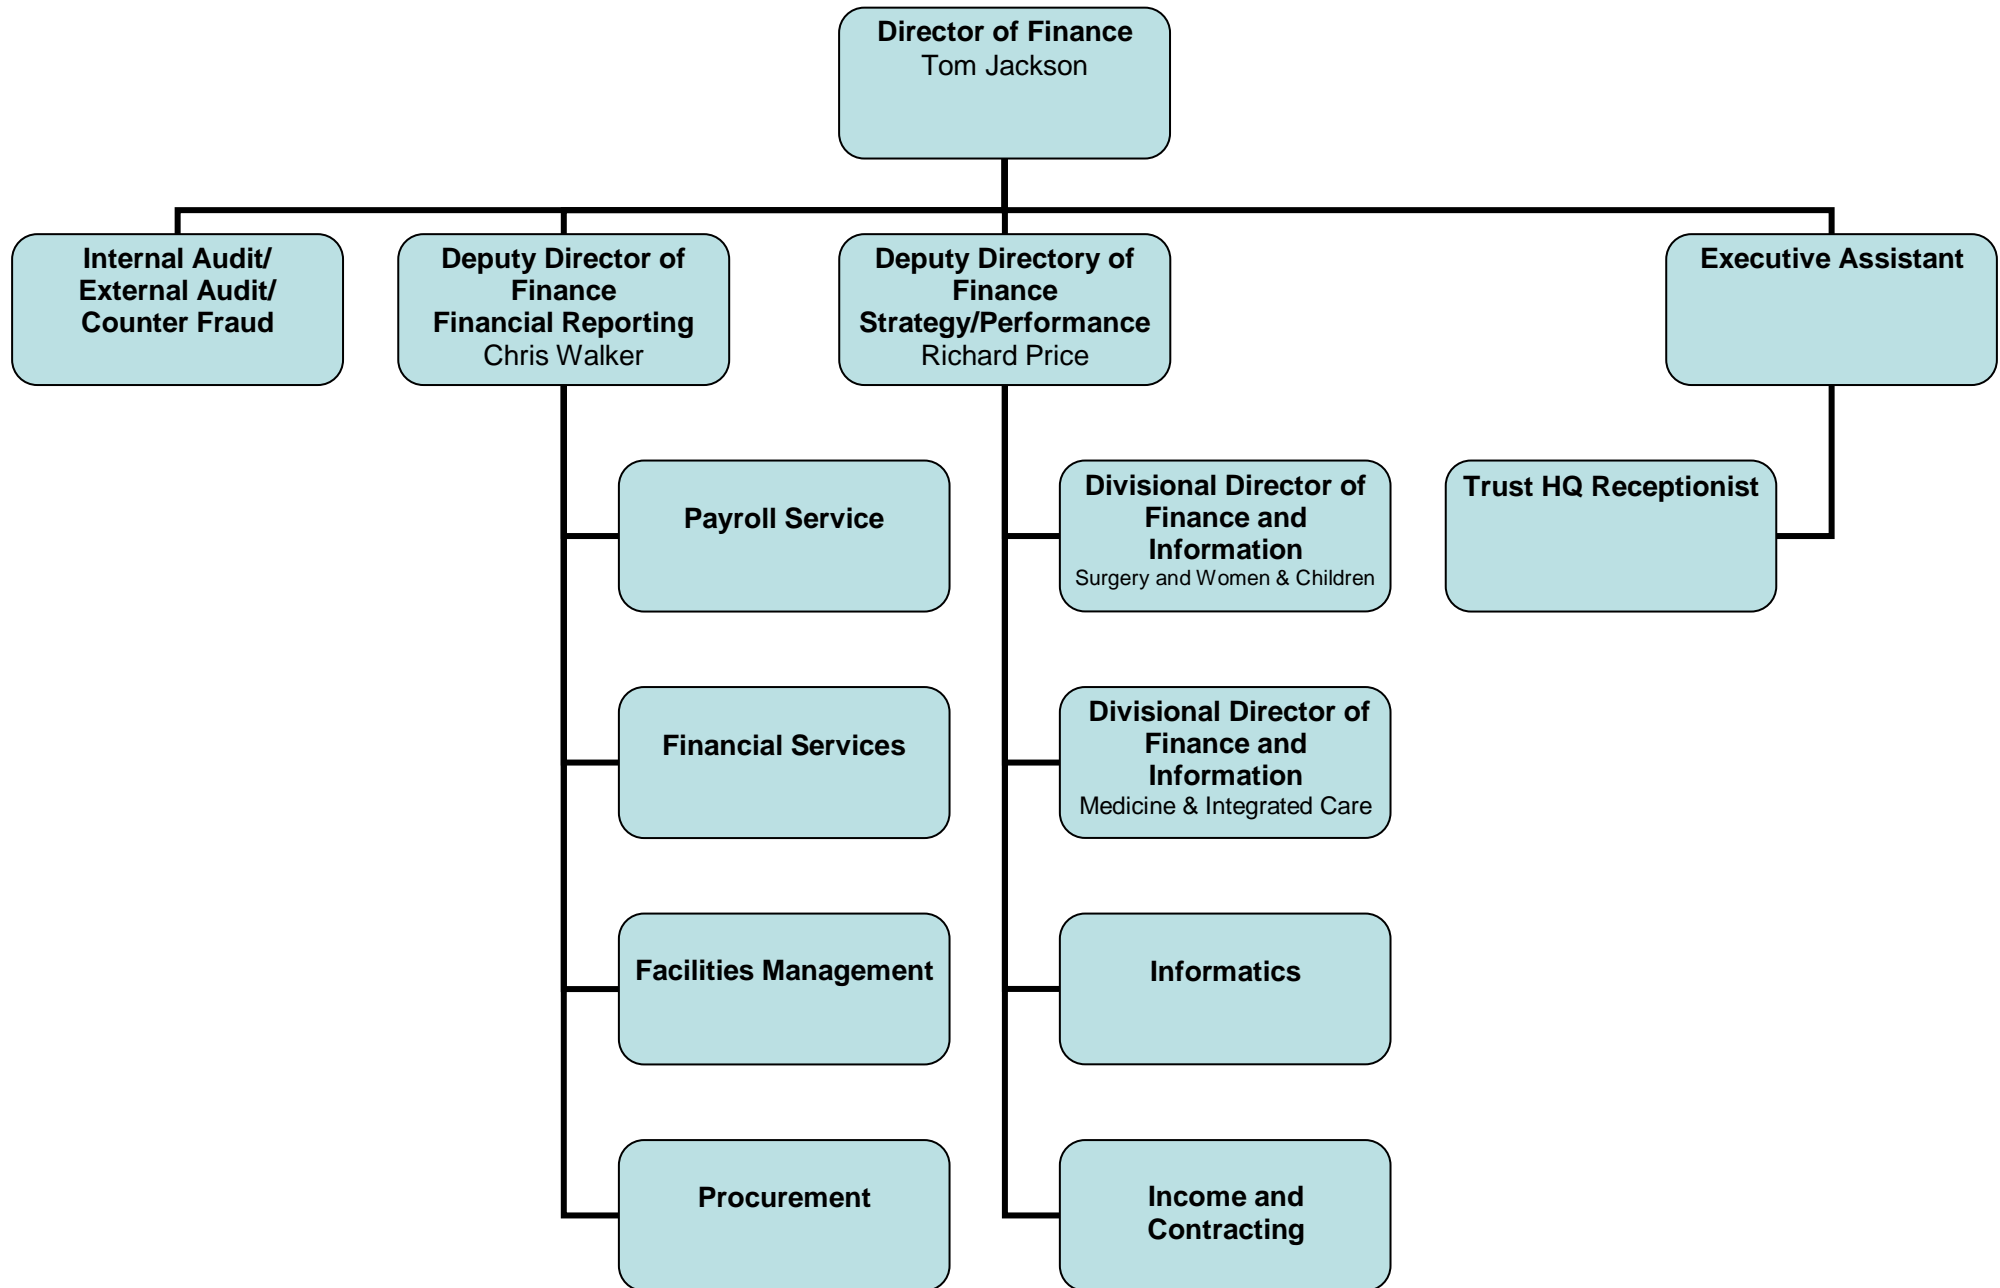 Director of Finance
Tom Jackson
Internal Audit/
External Audit/
Counter Fraud
Deputy Director of
Finance
Financial Reporting
Chris Walker
Deputy Directory of
Finance
Strategy/Performance
Richard Price
Executive Assistant
Payroll Service
Divisional Director of
Finance and
Information
Surgery and Women & Children
Trust HQ Receptionist
Financial Services
Divisional Director of
Finance and
Information
Medicine & Integrated Care
Facilities Management
Informatics
Procurement
Income and
Contracting